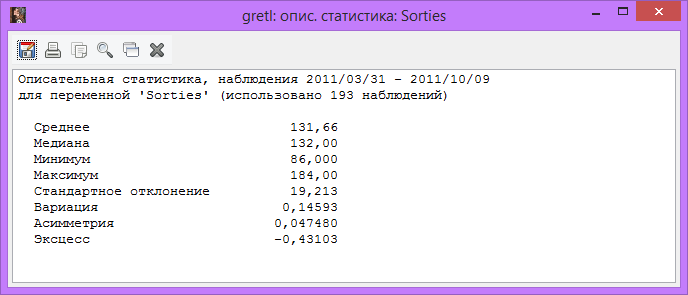 gretl: опис. статистика: Sorties
Описательная статистика, наблюдения 2011/03/31 - 2011/10/09
для переменной 'Sorties' (использовано 193 наблюдений)
Среднее 131,66
Медиана 132,00
Минимум 86,000
Максимум 184,00
Стандартное отклонение 19,213
Вариация 0,14593
Асимметрия 0,047480
Эксцесс -0,43103